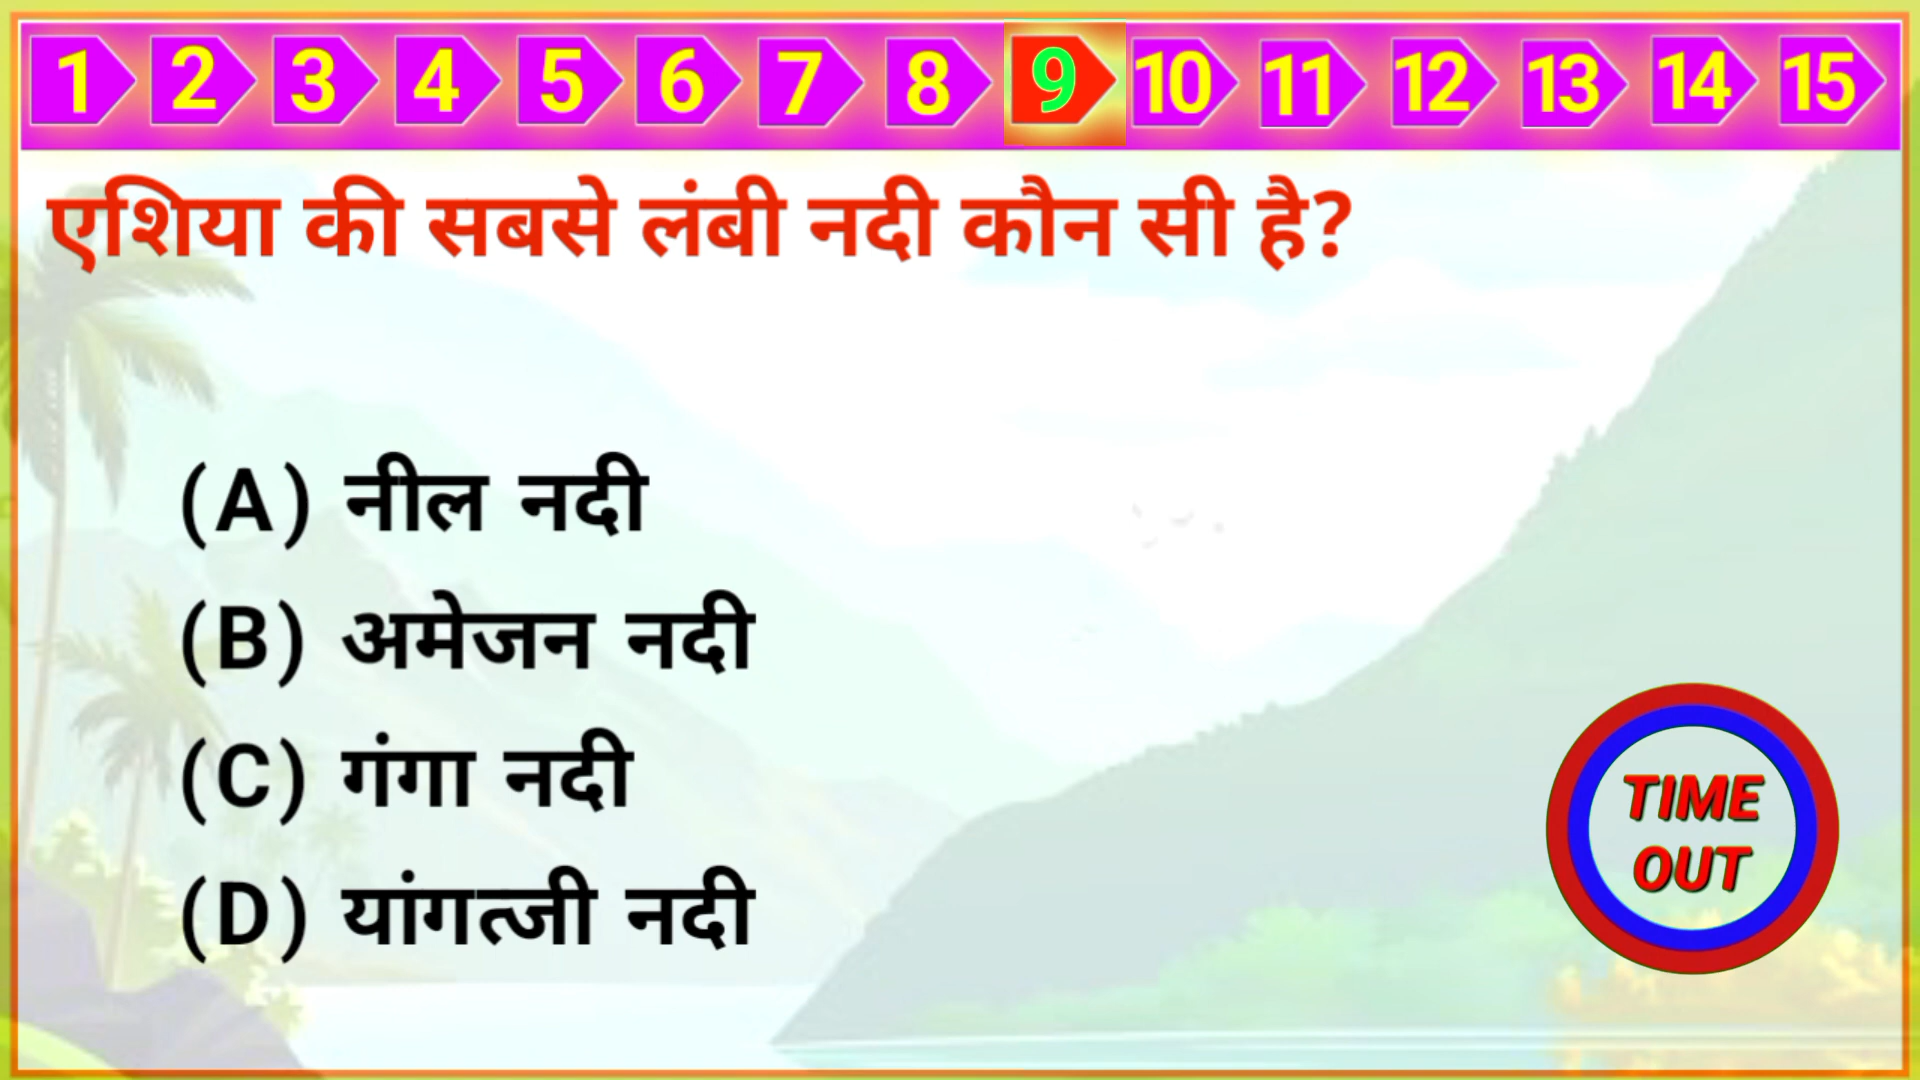 1 2 3 4 5 6 7 8 9 10 11 12 13 14 15
एशिया की सबसे लंबी नदी कौन सी है?
(A) नील नदी
(B) अमेजन नदी
(C) गंगा नदी
(D) यांगत्जी नदी
TIME
OUT